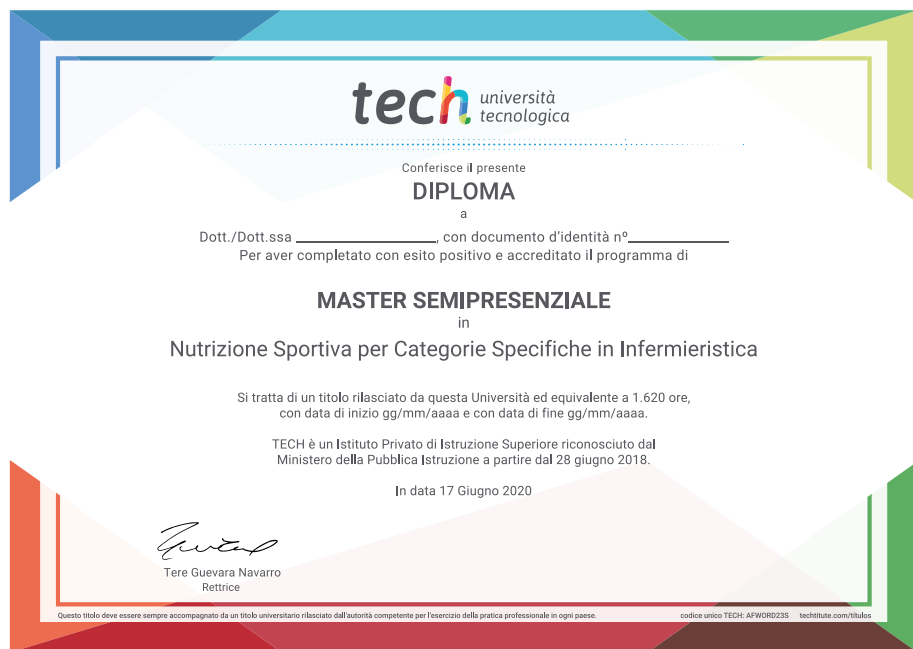 tech università
tecnologica
Conferisce il presente
DIPLOMA
a
Dott./Dott.ssa ________________, con documento d'identità nº____________
Per aver completato con esito positivo e accreditato il programma di
MASTER SEMIPRESENZIALE
in
Nutrizione Sportiva per Categorie Specifiche in Infermieristica
Si tratta di un titolo rilasciato da questa Università ed equivalente a 1.620 ore,
con data di inizio gg/mm/aaaa e con data di fine gg/mm/aaaa.
TECH è un Istituto Privato di Istruzione Superiore riconosciuto dal
Ministero della Pubblica Istruzione a partire dal 28 giugno 2018.
In data 17 Giugno 2020
Tere Guevara Navarro
Rettrice
Questo titolo deve essere sempre accompagnato da un titolo universitario rilasciato dall'autorità competente per l'esercizio della pratica professionale in ogni paese. codice unico TECH: AFWORD23S techtitute.com/titulos